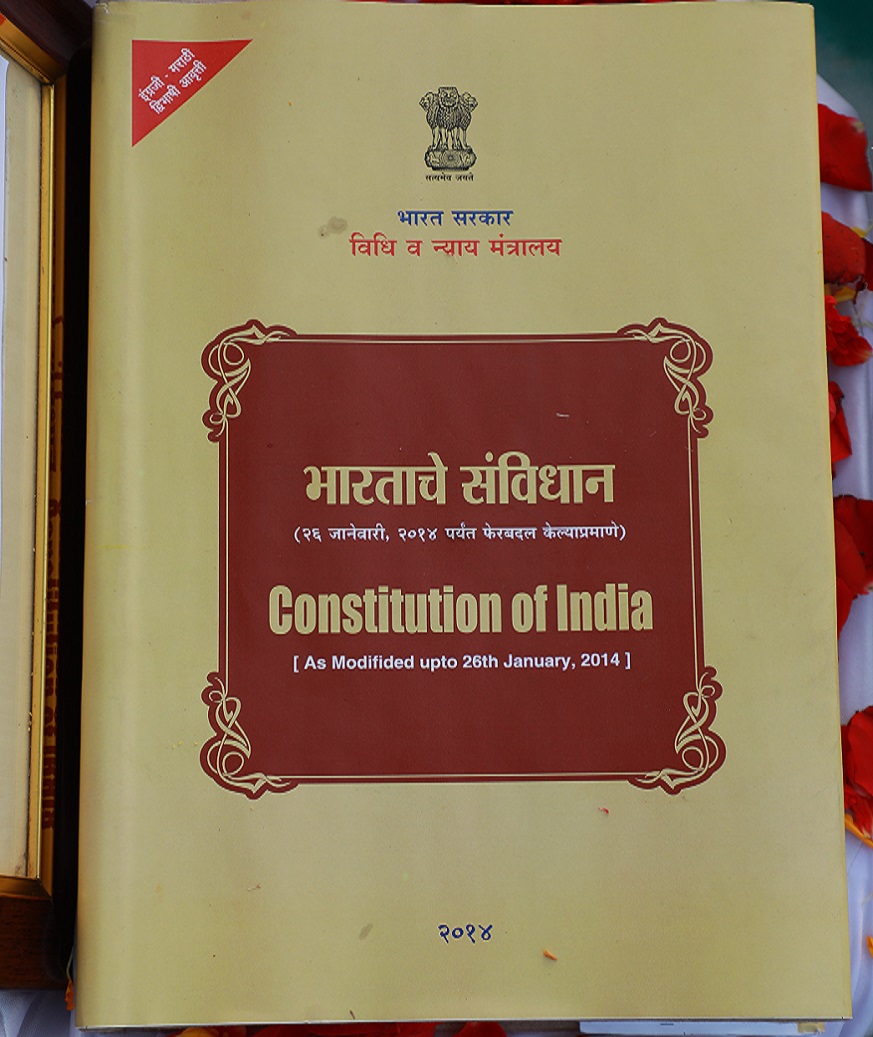 इंग्रजी - मराठी
द्विभाषी आवृत्ती
सत्यमेव जयते
भारत सरकार
विधि व न्याय मंत्रालय
भारताचे संविधान
(२६ जानेवारी, २०१४ पर्यंत फेरबदल केल्याप्रमाणे)
Constitution of India
[ As Modifided upto 26th January, 2014 ]
२०१४